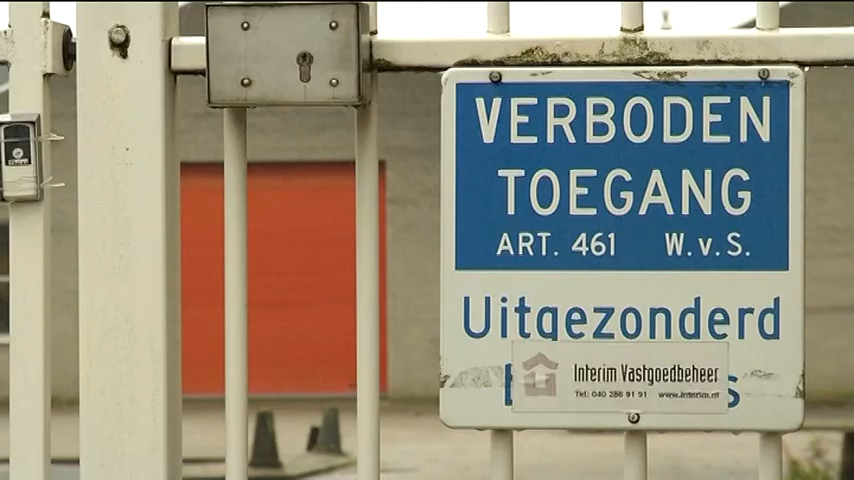 VERBODEN
TOEGANG
ART. 461 W.v.S.
Uitgezonderd
Interim Vastgoedbeheer
Tel: 040 286 91 91 www.interim.nl